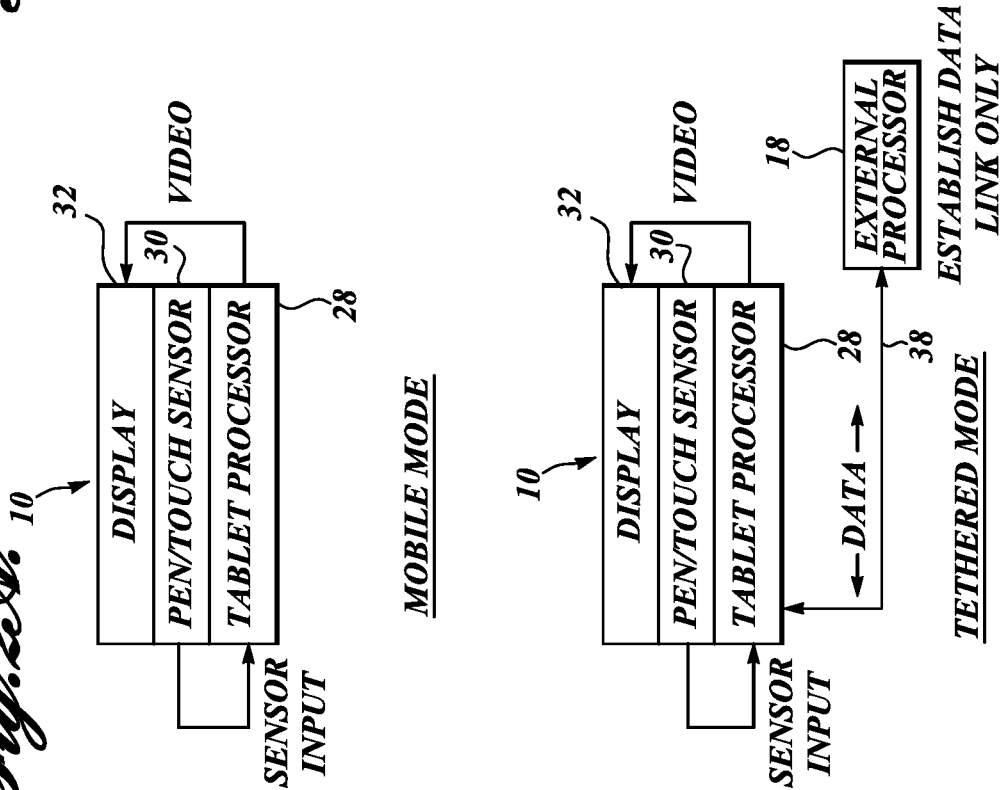 10
DISPLAY
32
PEN/TOUCH SENSOR
30
VIDEO
TABLET PROCESSOR
SENSOR
INPUT
28
MOBILE MODE
10
DISPLAY
32
PEN/TOUCH SENSOR
30
VIDEO
TABLET PROCESSOR
SENSOR
INPUT
28
18
DATA
38
EXTERNAL
PROCESSOR
TETHERED MODE
ESTABLISH DATA
LINK ONLY